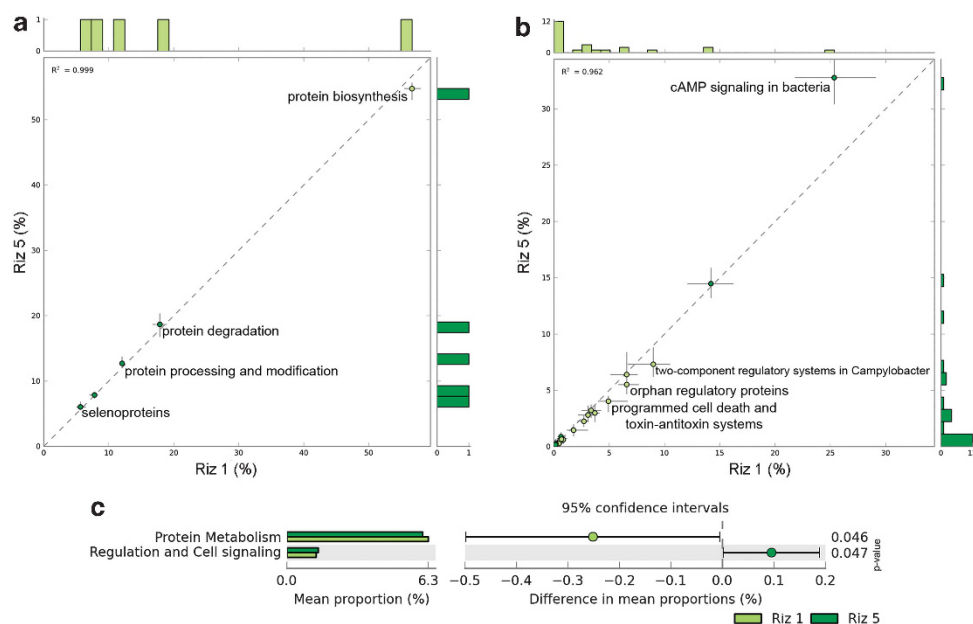 a
1
0
R² = 0.999
protein biosynthesis
protein degradation
protein processing and modification
selenoproteins
50
40
30
20
10
0
Riz 5 (%)
0 10 20 30 40 50
Riz 1 (%)
0 1
b
12
0
R² = 0.962
cAMP signaling in bacteria
two-component regulatory systems in Campylobacter
orphan regulatory proteins
programmed cell death and
toxin-antitoxin systems
30
25
20
15
10
5
0
Riz 5 (%)
0 5 10 15 20 25 30
Riz 1 (%)
0
c
95% confidence intervals
Protein Metabolism
Regulation and Cell signaling
0.046
0.047
p-value
0.0 6.3
Mean proportion (%)
−0.5 −0.4 −0.3 −0.2 −0.1 0.0 0.1 0.2
Difference in mean proportions (%)
Riz 1 Riz 5